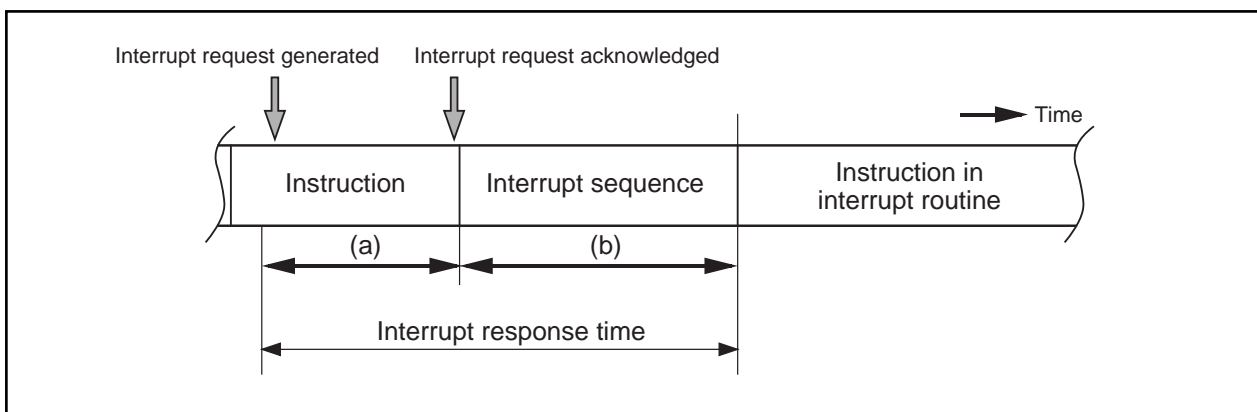 Interrupt request generated
Interrupt request acknowledged
Time
Instruction
Interrupt sequence
Instruction in
interrupt routine
(a)
(b)
Interrupt response time